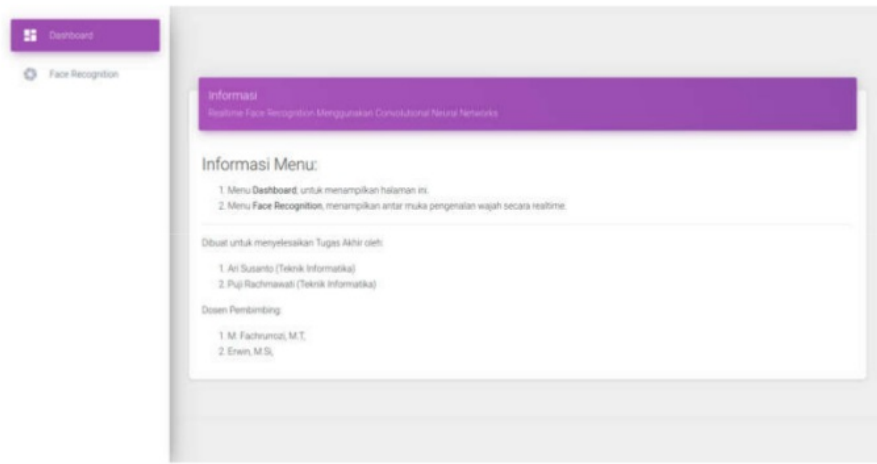 Dashboard
Face Recognition
Informasi
Realtime Face Recognition Menggunakan Convolutional Neural Networks
Informasi Menu:
1. Menu Dashboard, untuk menampilkan halaman ini.
2. Menu Face Recognition, menampilkan antar muka pengenalan wajah secara realtime.
Dibuat untuk menyelesaikan Tugas Akhir oleh:
1. Ari Susanto (Teknik Informatika)
2. Puji Rachmawati (Teknik Informatika)
Dosen Pembimbing:
1. M. Fachrurrozi, M.T,
2. Erwin, M.Si,